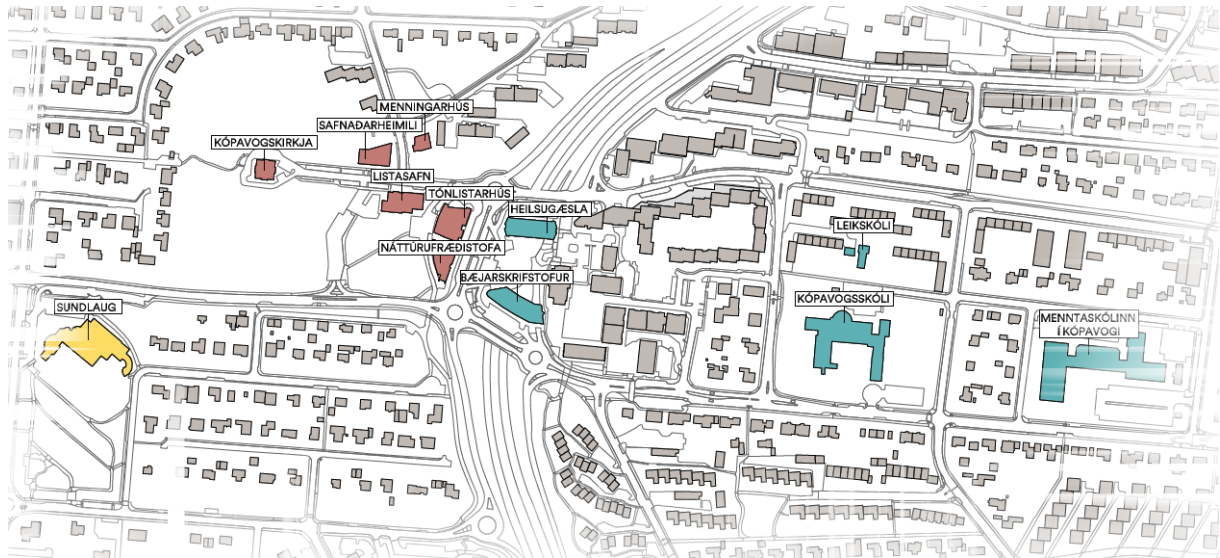 MENNINGARHÚS
SAFNAÐARHEIMILI
KÓPAVOGSKIRKJA
LISTASAFN
TÓNLISTARHÚS
HEILSUGÆSLA
LEIKSKÓLI
NÁTTÚRUFRÆÐISTOFA
BÆJARSKRIFSTOFUR
SUNDLAUG
KÓPAVOGSSKÓLI
MENNTASKÓLINN
Í KÓPAVOGI